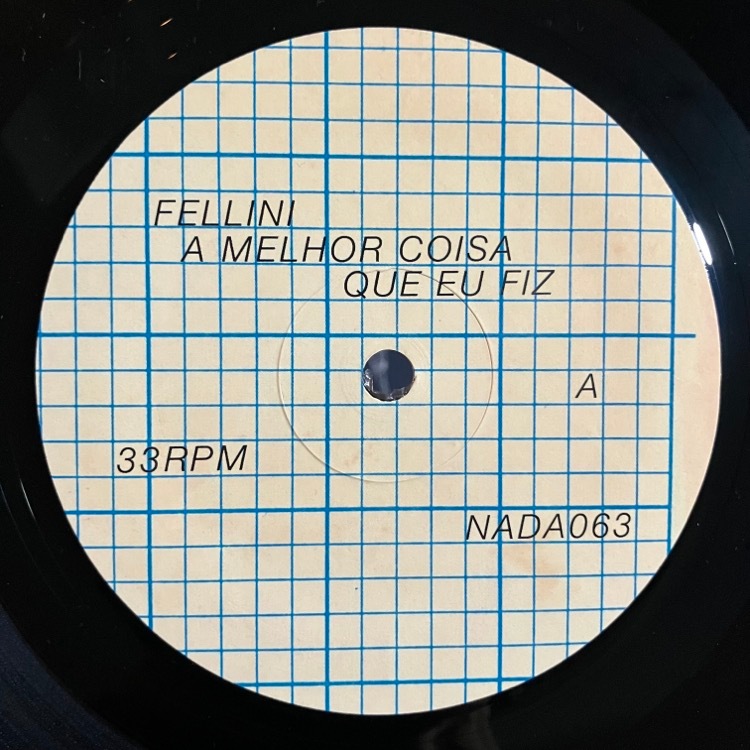 FELLINI
A MELHOR COISA
QUE EU FIZ
A
33RPM
NADA063